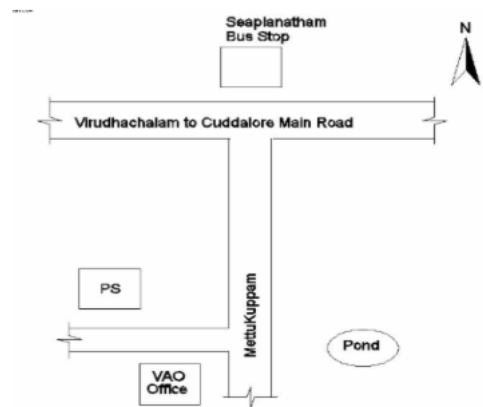 Seaplanatham
Bus Stop
N
Virudhachalam to Cuddalore Main Road
MettuKuppam
PS
Pond
VAO
Office